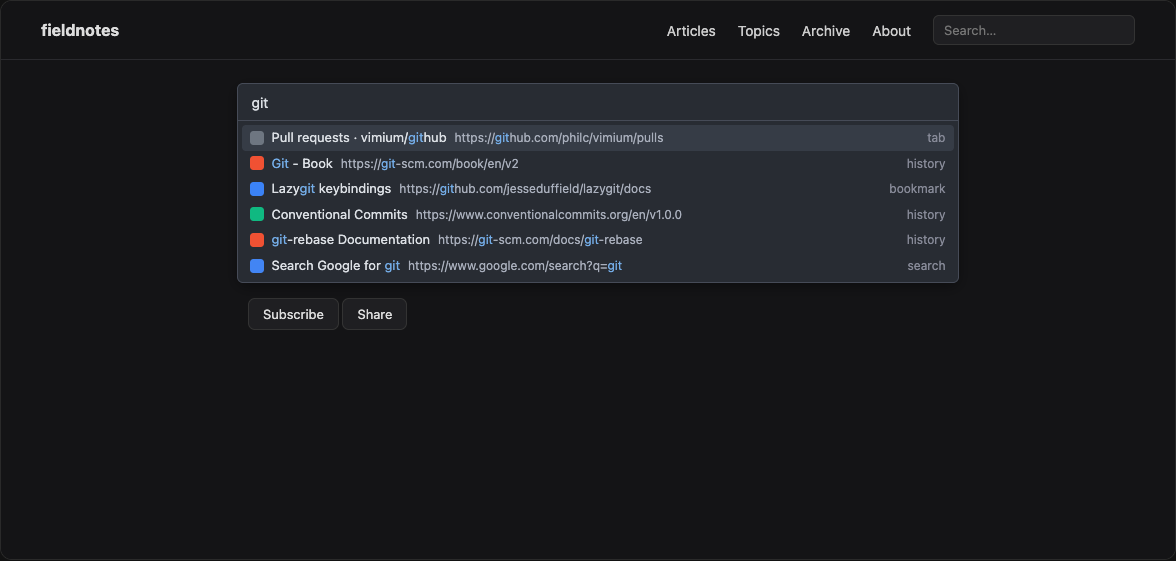 fieldnotes Articles Topics Archive About Search...
git
Pull requests · vimium/github https://github.com/philc/vimium/pulls tab
Git - Book https://git-scm.com/book/en/v2 history
Lazygit keybindings https://github.com/jesseduffield/lazygit/docs bookmark
Conventional Commits https://www.conventionalcommits.org/en/v1.0.0 history
git-rebase Documentation https://git-scm.com/docs/git-rebase history
Search Google for git https://www.google.com/search?q=git search
Subscribe Share